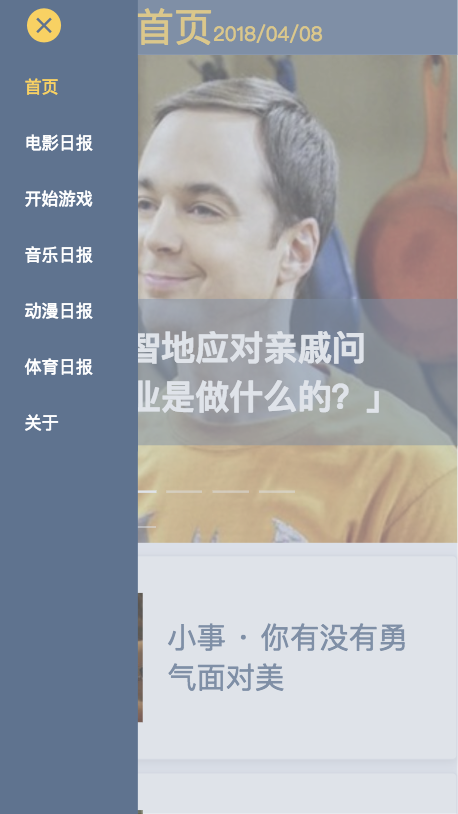 首页2018/04/08
首页
电影日报
开始游戏
音乐日报
动漫日报
体育日报
关于
智地应对亲戚问
业是做什么的？」
小事 · 你有没有勇
气面对美